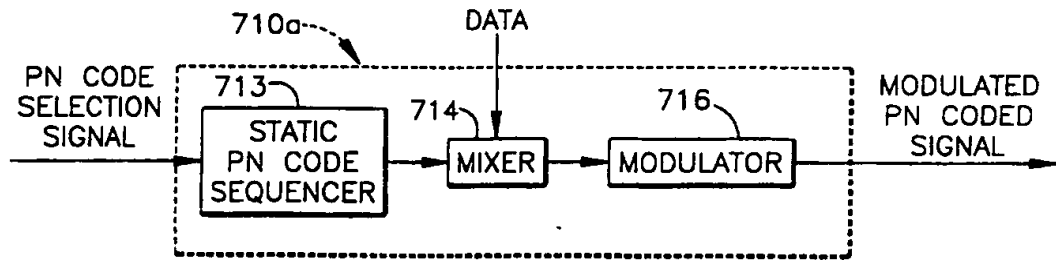 710a
DATA
PN CODE
SELECTION
SIGNAL
713
STATIC
PN CODE
SEQUENCER
714
MIXER
716
MODULATOR
MODULATED
PN CODED
SIGNAL